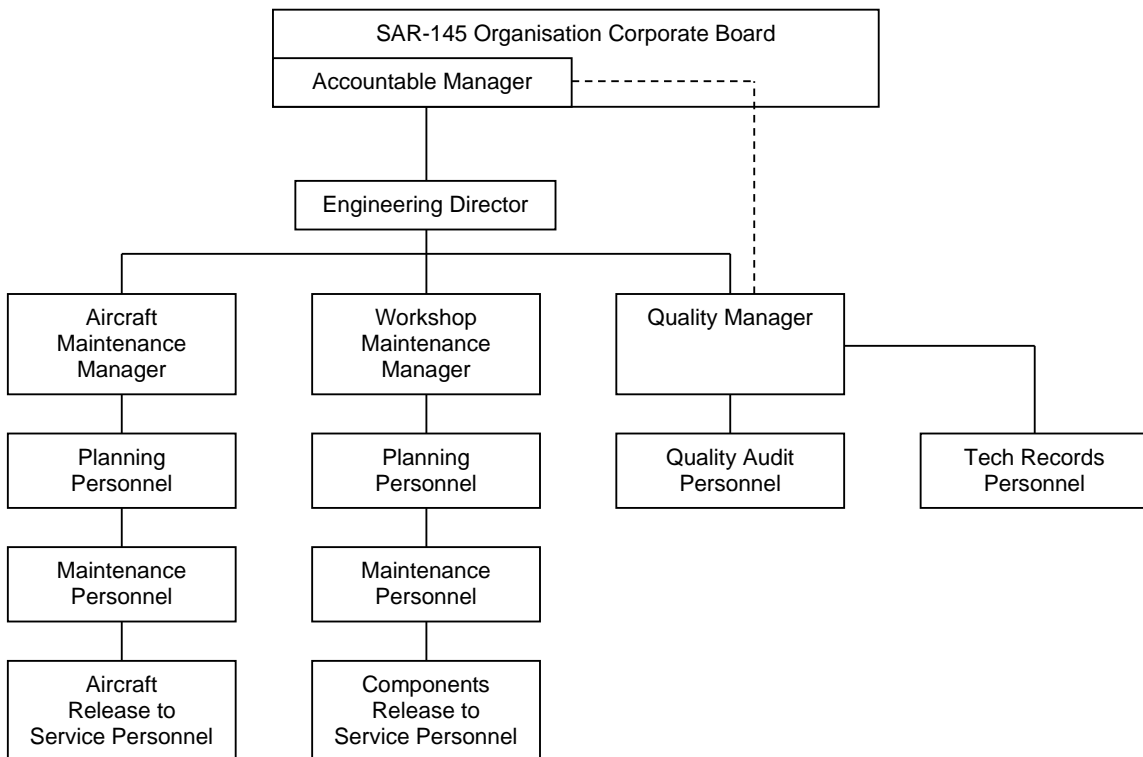 SAR-145 Organisation Corporate Board
Accountable Manager
Engineering Director
Aircraft
Maintenance
Manager
Workshop
Maintenance
Manager
Quality Manager
Planning
Personnel
Planning
Personnel
Quality Audit
Personnel
Tech Records
Personnel
Maintenance
Personnel
Maintenance
Personnel
Aircraft
Release to
Service Personnel
Components
Release to
Service Personnel